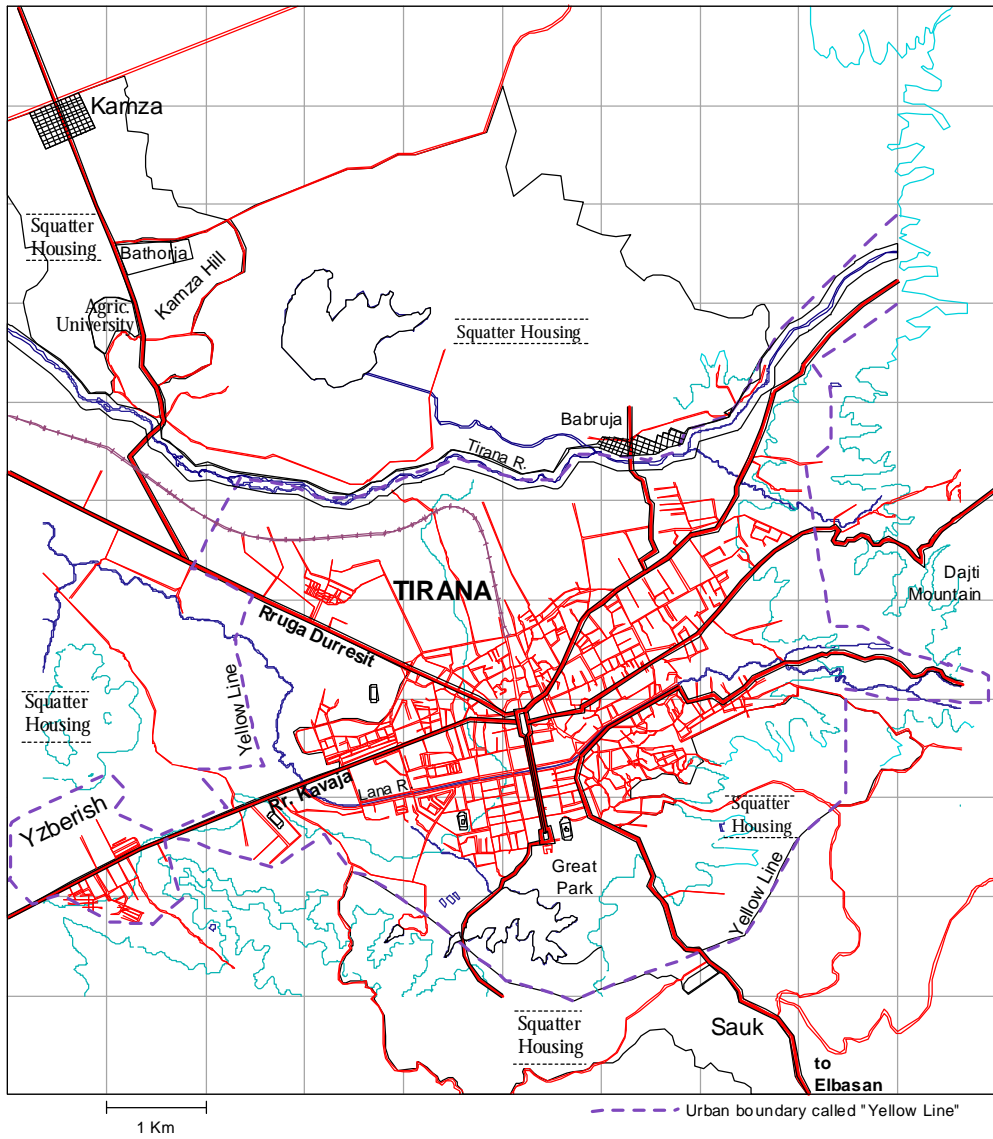 Kamza
Squatter
Housing
Bathorja
Kamza Hill
Agric.
University
Squatter Housing
Babruja
Tirana R.
TIRANA
Dajti
Mountain
Rruga Durresit
Yellow Line
Squatter
Housing
Rr, Kavaja
Lana R
Yzberish
Squatter
Housing
Great
Park
Yellow Line
Squatter
Housing
Sauk
to
Elbasan
Urban boundary called "Yellow Line"
1 Km